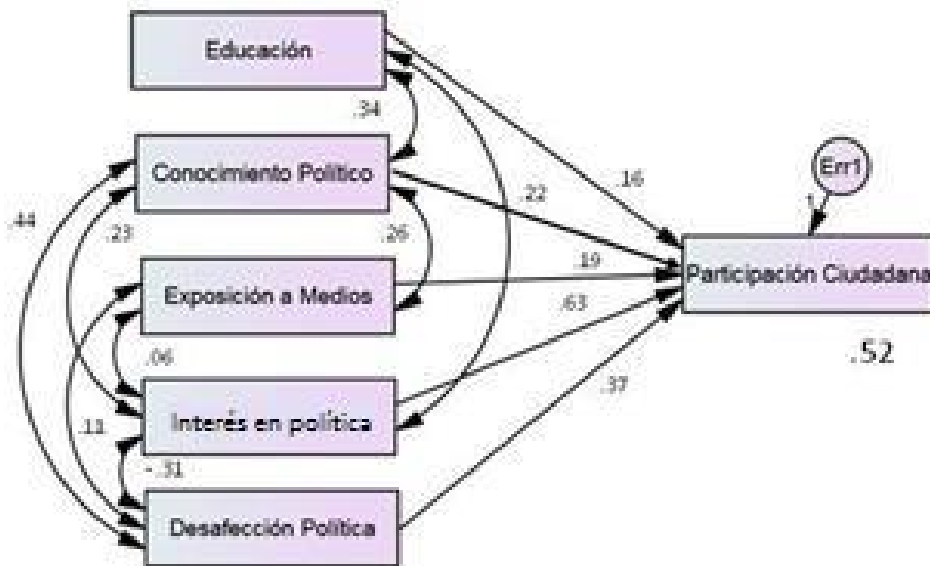 Educación
.34
Conocimiento Político
Err1
.16
.22
1
.44
.23
.26
.19
Exposición a Medios
Participación Ciudadana
.63
.06
.52
.37
Interés en política
.11
-.31
Desafección Política